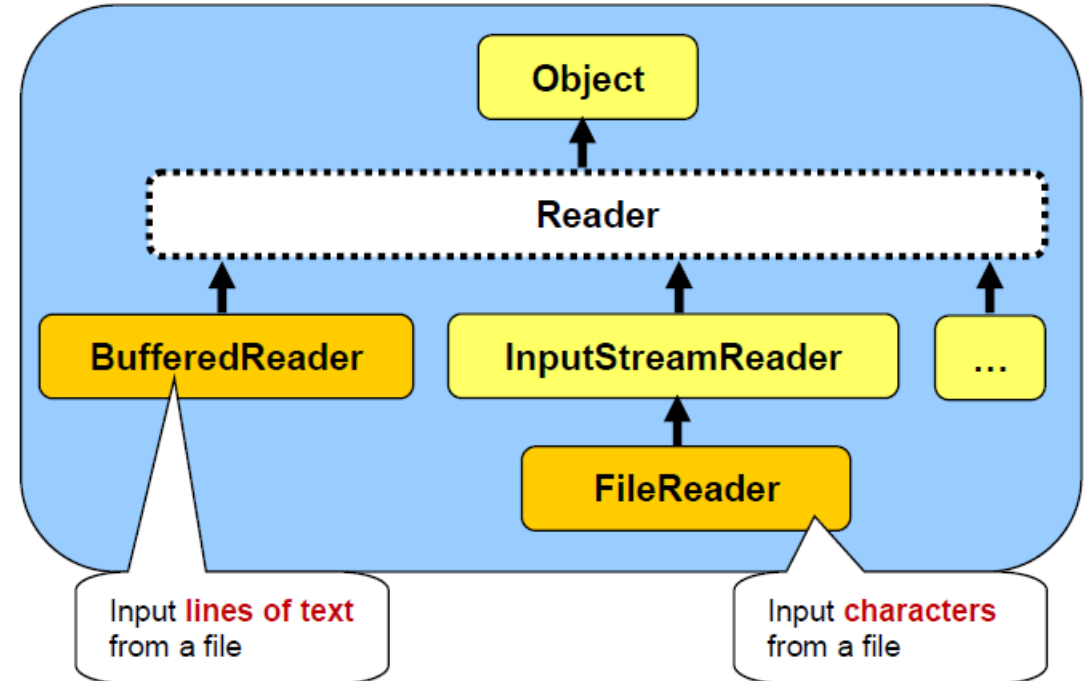 Object
Reader
BufferedReader
InputStreamReader
...
FileReader
Input lines of text
from a file
Input characters
from a file